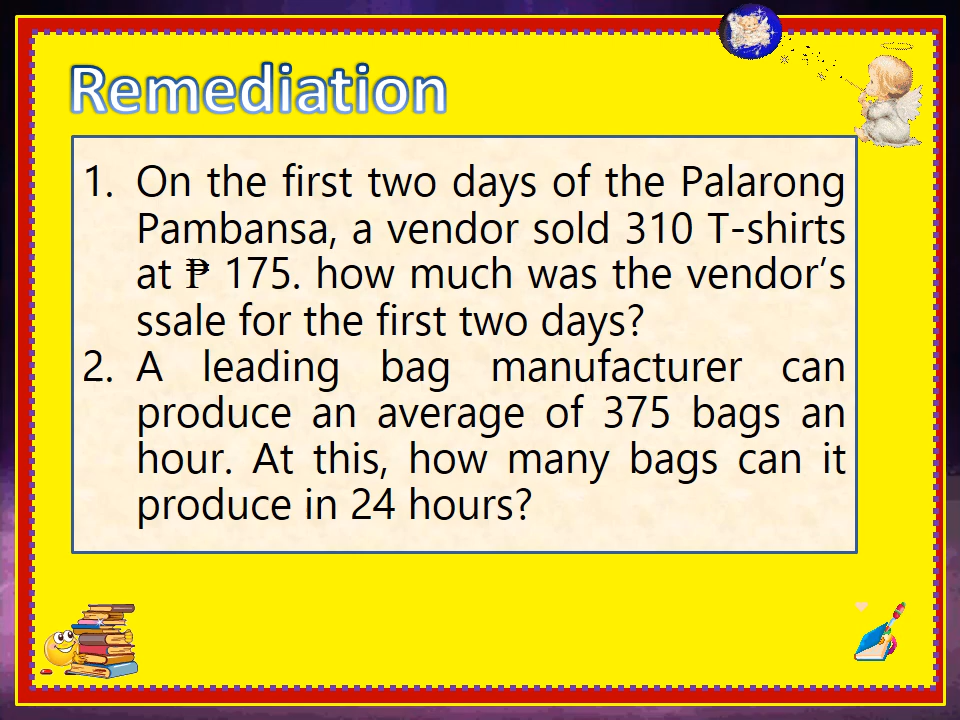 Remediation
1. On the first two days of the Palarong
Pambansa, a vendor sold 310 T-shirts
at ₱ 175. how much was the vendor's
ssale for the first two days?
2. A leading bag manufacturer can
produce an average of 375 bags an
hour. At this, how many bags can it
produce in 24 hours?